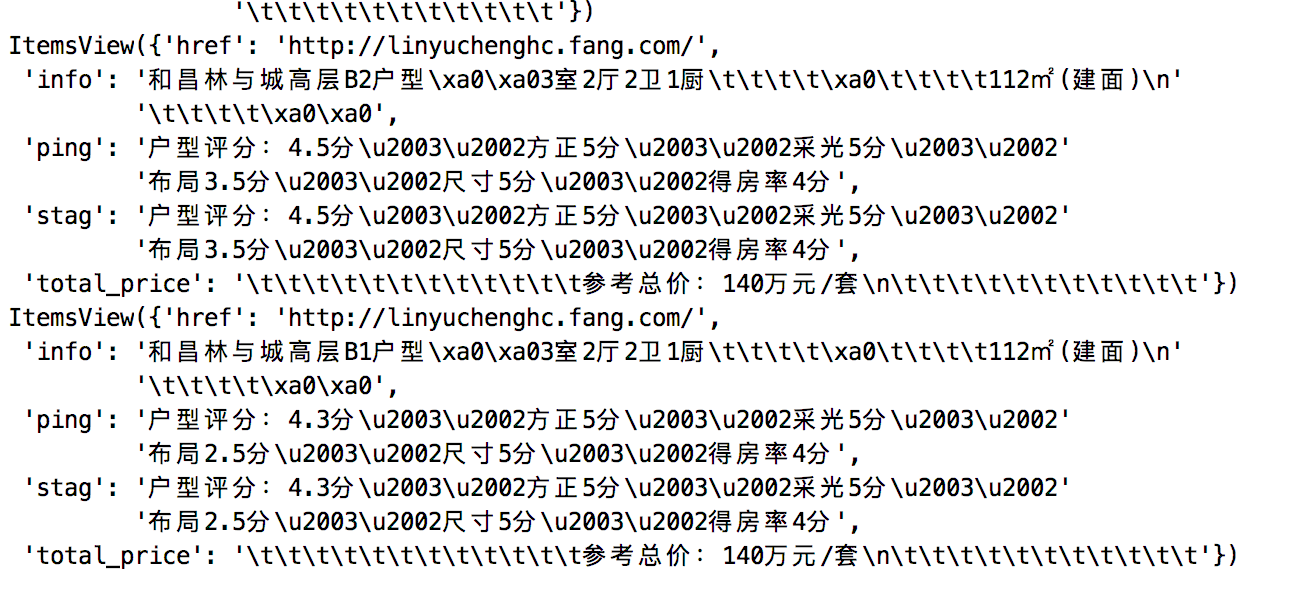 '\t\t\t\t\t\t\t\t\t\t\t'})
ItemsView({'href': 'http://linyuchenghc.fang.com/',
'info': '和昌林与城高层B2户型\xa0\xa03室2厅2卫1厨\t\t\t\t\xa0\t\t\t\t112㎡(建面)\n'
'\t\t\t\t\xa0\xa0',
'ping': '户型评分：4.5分\u2003\u2002方正5分\u2003\u2002采光5分\u2003\u2002'
'布局3.5分\u2003\u2002尺寸5分\u2003\u2002得房率4分',
'stag': '户型评分：4.5分\u2003\u2002方正5分\u2003\u2002采光5分\u2003\u2002'
'布局3.5分\u2003\u2002尺寸5分\u2003\u2002得房率4分',
'total_price': '\t\t\t\t\t\t\t\t\t\t\t\t参考总价：140万元/套\n\t\t\t\t\t\t\t\t\t\t\t'})
ItemsView({'href': 'http://linyuchenghc.fang.com/',
'info': '和昌林与城高层B1户型\xa0\xa03室2厅2卫1厨\t\t\t\t\xa0\t\t\t\t112㎡(建面)\n'
'\t\t\t\t\xa0\xa0',
'ping': '户型评分：4.3分\u2003\u2002方正5分\u2003\u2002采光5分\u2003\u2002'
'布局2.5分\u2003\u2002尺寸5分\u2003\u2002得房率4分',
'stag': '户型评分：4.3分\u2003\u2002方正5分\u2003\u2002采光5分\u2003\u2002'
'布局2.5分\u2003\u2002尺寸5分\u2003\u2002得房率4分',
'total_price': '\t\t\t\t\t\t\t\t\t\t\t\t参考总价：140万元/套\n\t\t\t\t\t\t\t\t\t\t\t'})